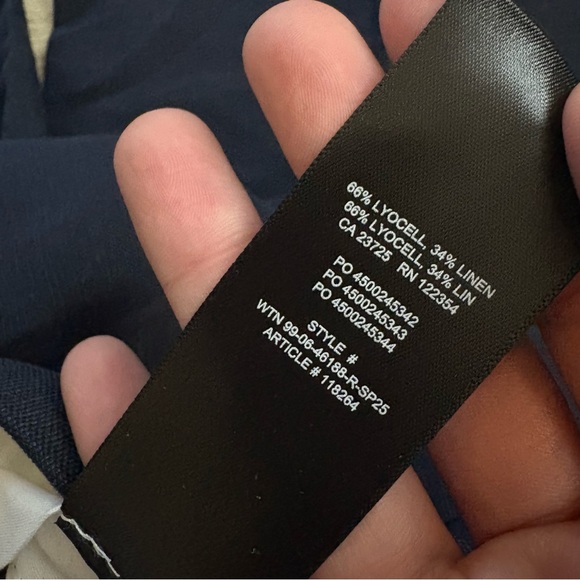 66% LYOCELL, 34% LINEN
66% LYOCELL, 34% LIN
CA 23725 RN 122354
PO 4500245342
PO 4500245343
PO 4500245344
STYLE #
WTN 99-06-46188-R-SP25
ARTICLE # 118264